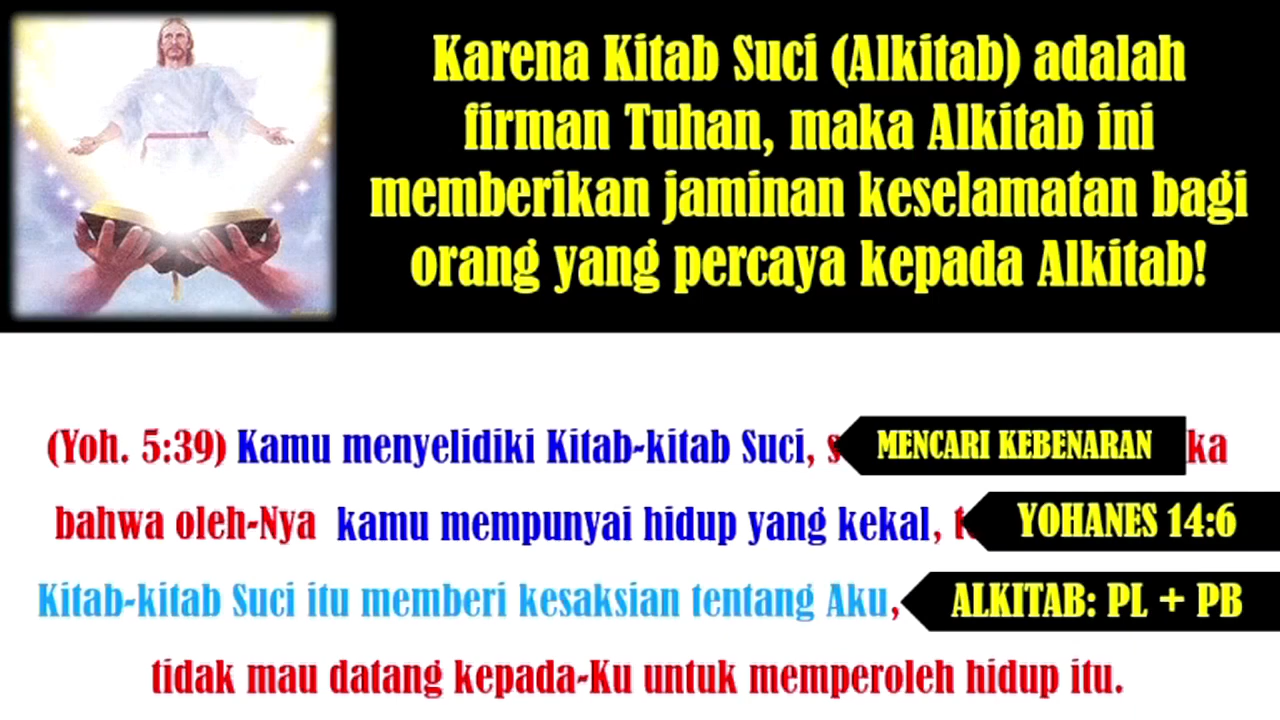 Karena Kitab Suci (Alkitab) adalah
firman Tuhan, maka Alkitab ini
memberikan jaminan keselamatan bagi
orang yang percaya kepada Alkitab!
(Yoh. 5:39) Kamu menyelidiki Kitab-kitab Suci, MENCARI KEBENARAN
bahwa oleh-Nya kamu mempunyai hidup yang kekal, YOHANES 14:6
Kitab-kitab Suci itu memberi kesaksian tentang Aku, ALKITAB: PL + PB
tidak mau datang kepada-Ku untuk memperoleh hidup itu.